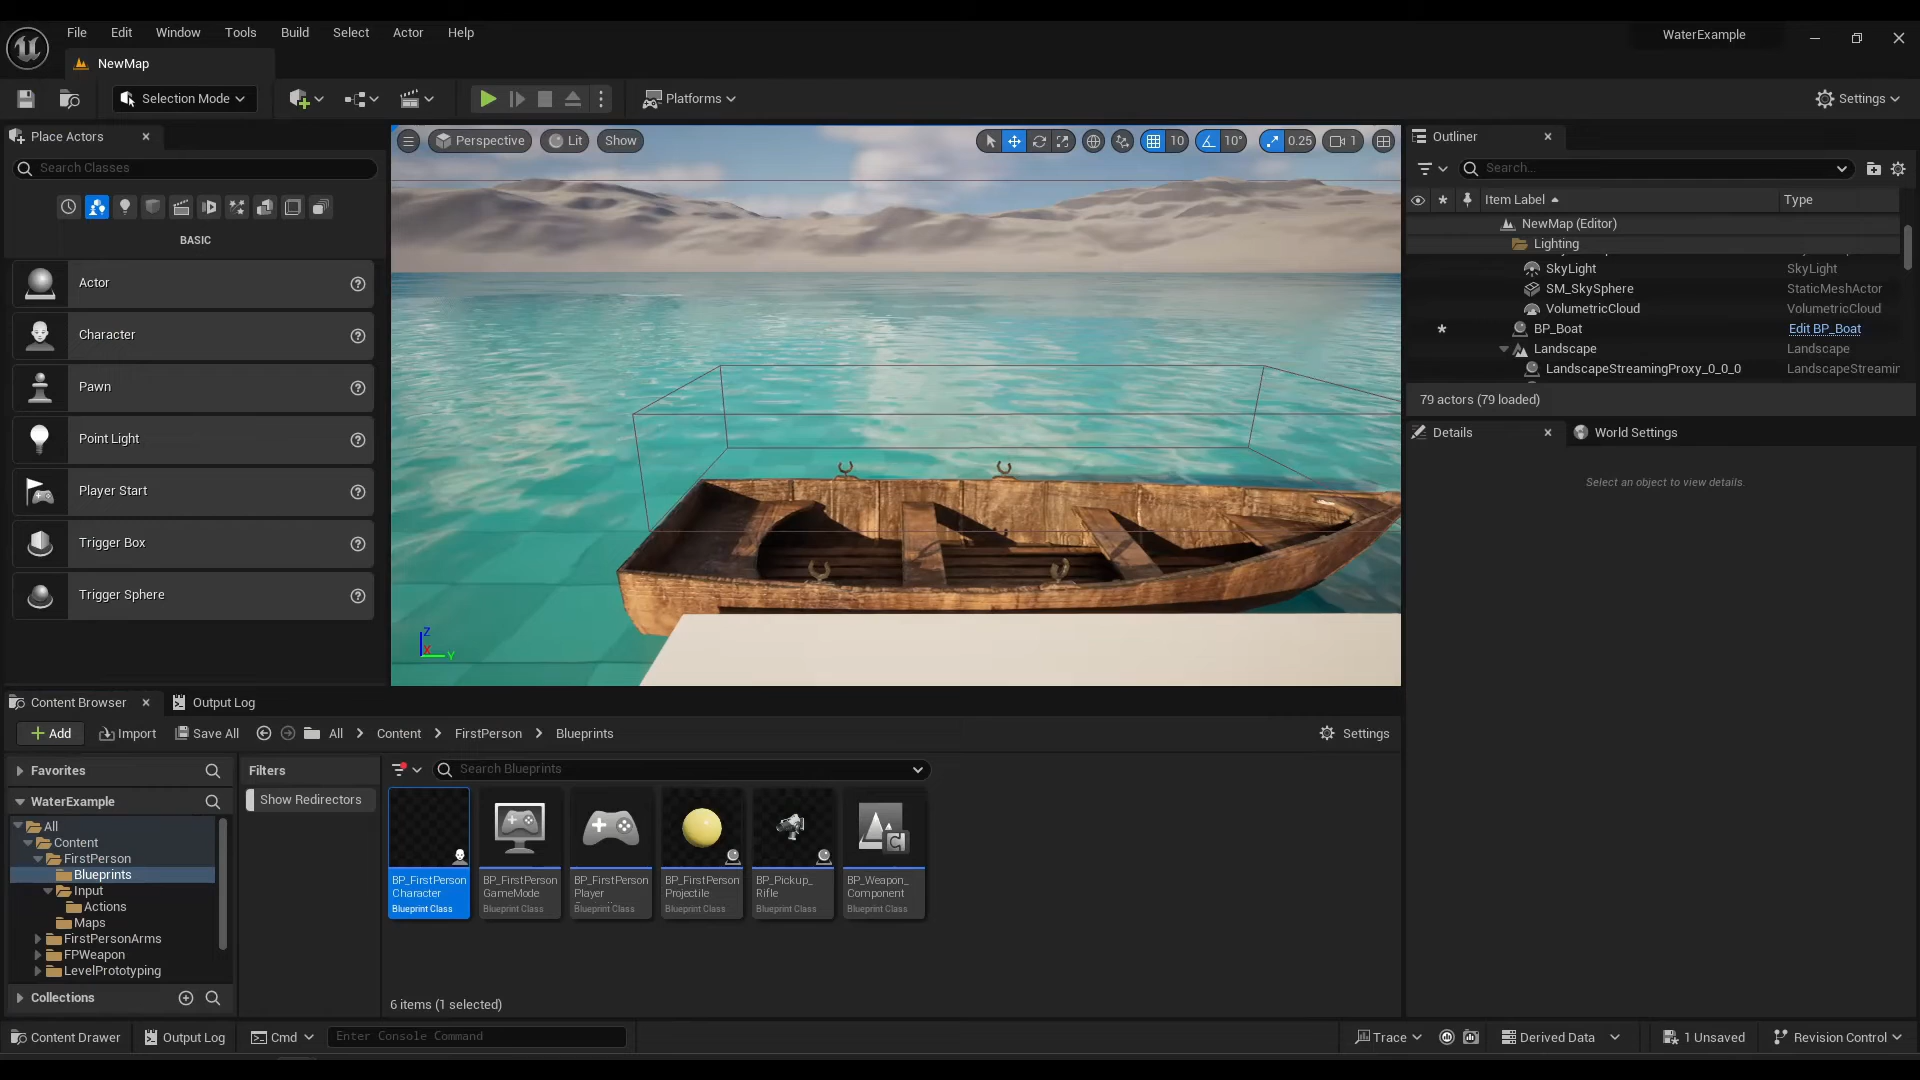 File Edit Window Tools Build Select Actor Help
WaterExample
NewMap
Selection Mode
Platforms
Settings
Place Actors
Search Classes
BASIC
Actor
Character
Pawn
Point Light
Player Start
Trigger Box
Trigger Sphere
Perspective Lit Show
10 10° 0.25 1
Z
X
Y
Outliner
Search...
Item Label Type
NewMap (Editor)
Lighting
SkyLight SkyLight
SM_SkySphere StaticMeshActor
VolumetricCloud VolumetricCloud
BP_Boat Edit BP_Boat
Landscape Landscape
LandscapeStreamingProxy_0_0_0 LandscapeStreamin
79 actors (79 loaded)
Details World Settings
Select an object to view details.
Content Browser Output Log
Add Import Save All All Content FirstPerson Blueprints Settings
Favorites
WaterExample
All
Content
FirstPerson
Blueprints
Input
Actions
Maps
FirstPersonArms
FPWeapon
LevelPrototyping
Collections
Filters
Show Redirectors
Search Blueprints
BP_FirstPerson
Character
Blueprint Class
BP_FirstPerson
GameMode
Blueprint Class
BP_FirstPerson
Player
Blueprint Class
BP_FirstPerson
Projectile
Blueprint Class
BP_Pickup_
Rifle
Blueprint Class
BP_Weapon_
Component
Blueprint Class
6 items (1 selected)
Content Drawer Output Log Cmd Enter Console Command Trace Derived Data 1 Unsaved Revision Control